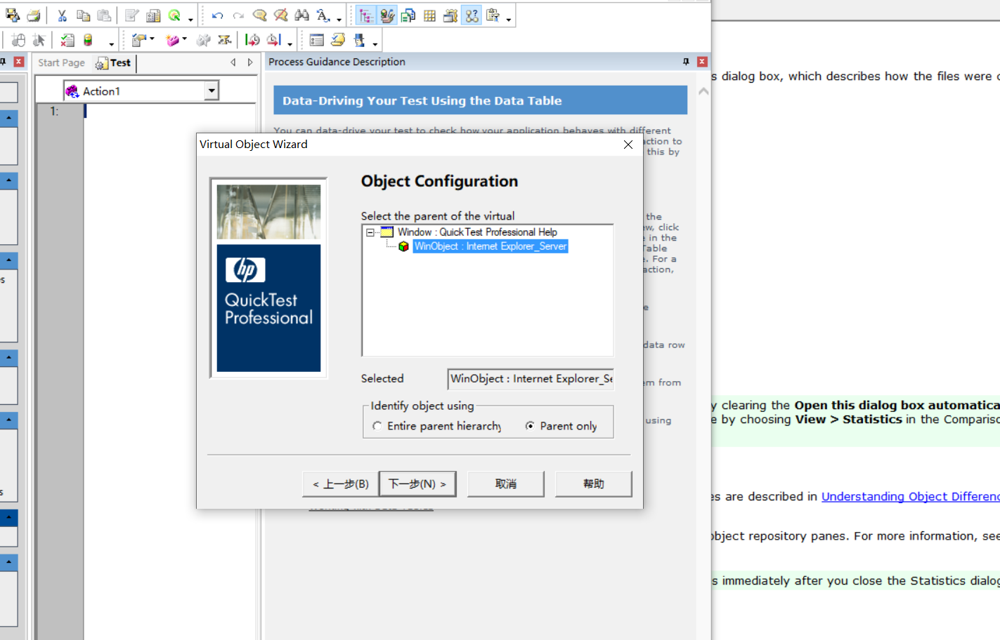 Start Page
Test
Action1
1:
Process Guidance Description
Data-Driving Your Test Using the Data Table
You can data-drive your test to check how your application behaves with different
action to
this by
the
click
in the
Table
. For a
action,
data row
from
using
Virtual Object Wizard
Object Configuration
Select the parent of the virtual
Window : QuickTest Professional Help
WinObject : Internet Explorer_Server
hp
QuickTest
Professional
Selected
WinObject : Internet Explorer_Se
Identify object using
Entire parent hierarchy
Parent only
< 上一步(B)
下一步(N) >
取消
帮助
s dialog box, which describes how the files were c
y clearing the Open this dialog box automatica
e by choosing View > Statistics in the Compariso
es are described in Understanding Object Differenc
object repository panes. For more information, see
s immediately after you close the Statistics dialog